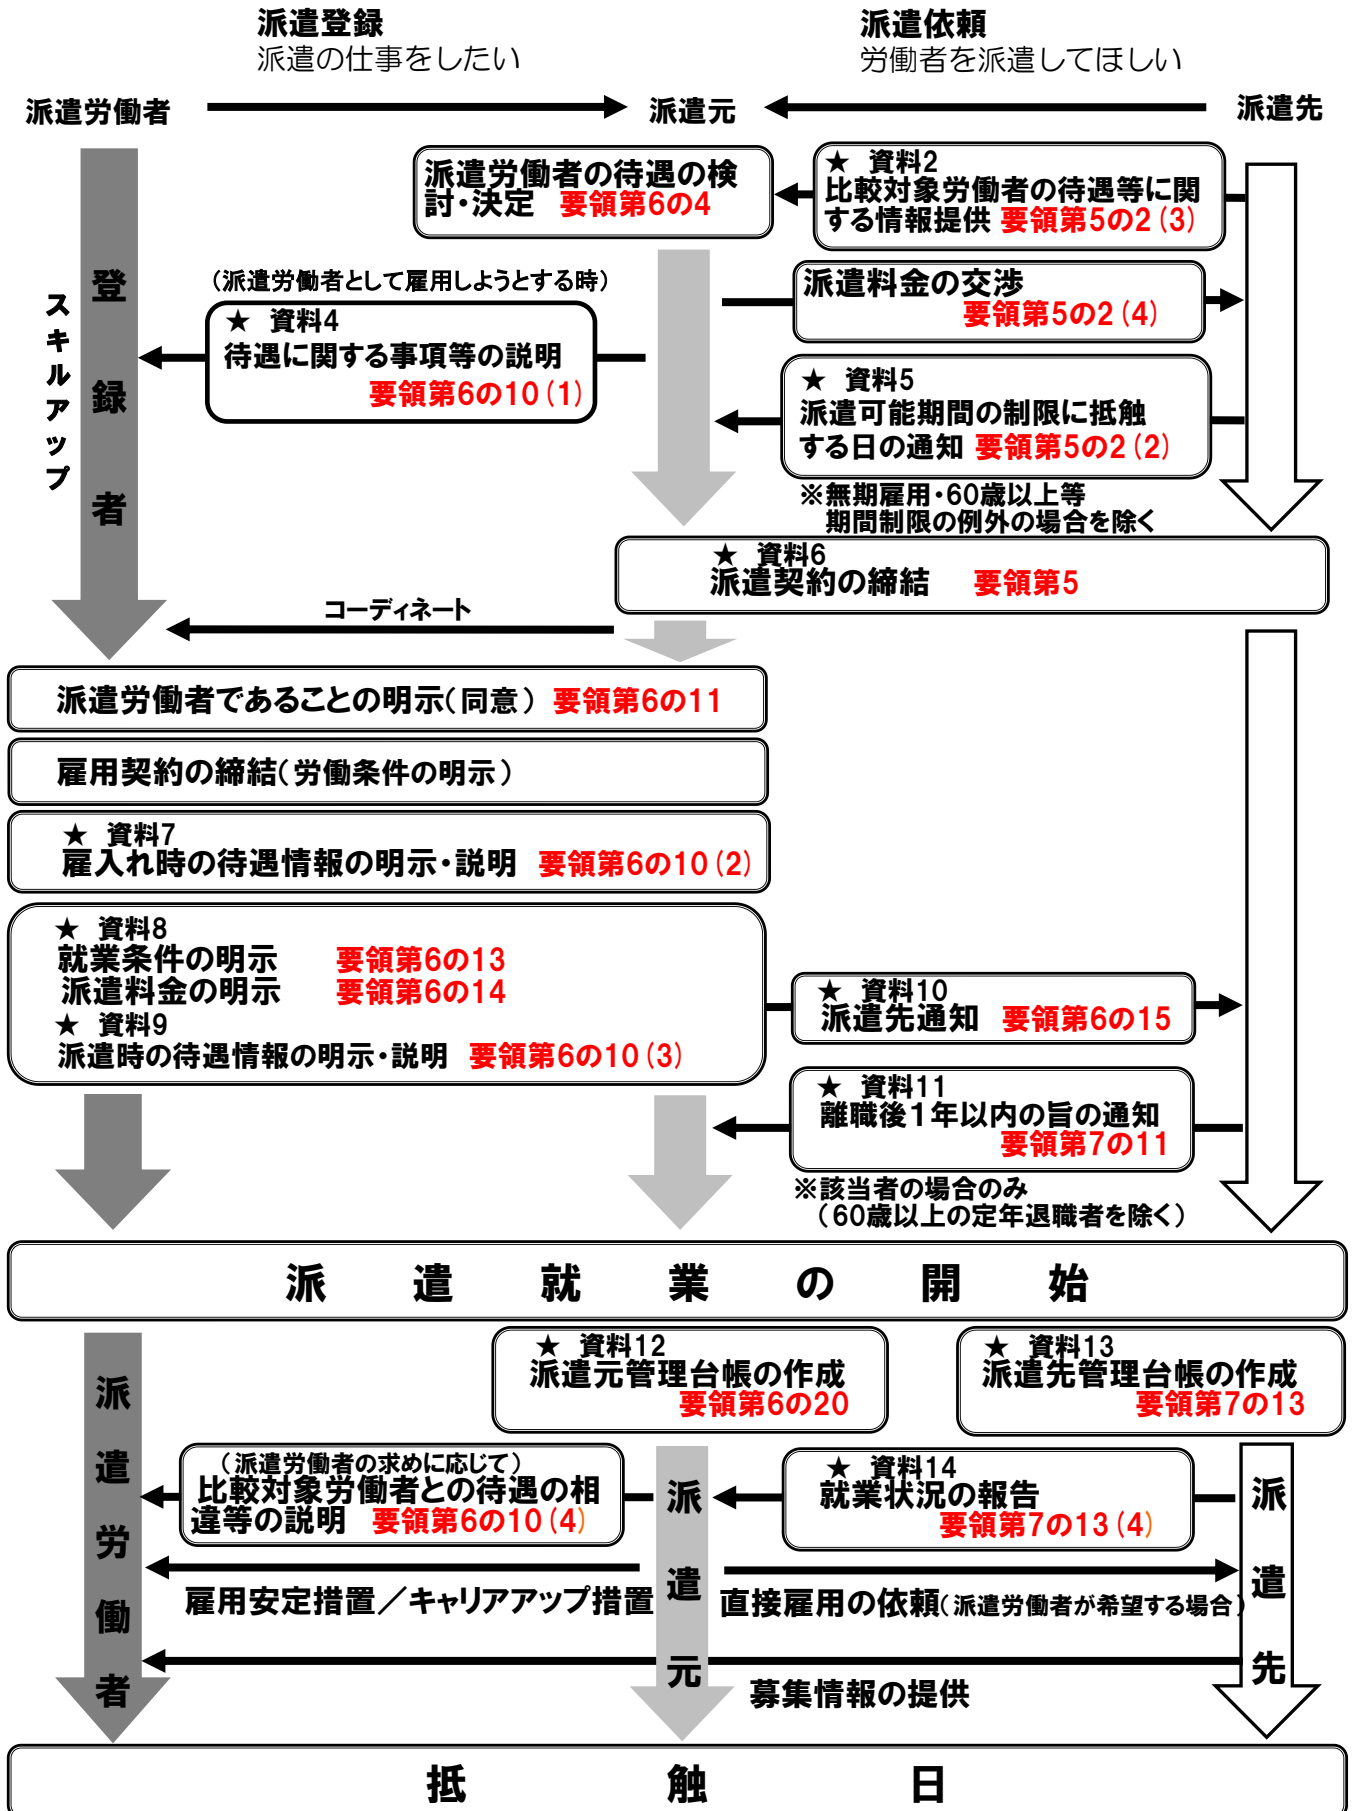 派遣登録
派遣の仕事をしたい
派遣依頼
労働者を派遣してほしい
派遣労働者
派遣元
派遣先
派遣労働者の待遇の検
討・決定 要領第6の4
★ 資料2
比較対象労働者の待遇等に関
する情報提供 要領第5の2(3)
派遣料金の交渉
要領第5の2(4)
(派遣労働者として雇用しようとする時)
★ 資料4
待遇に関する事項等の説明
要領第6の10(1)
★ 資料5
派遣可能期間の制限に抵触
する日の通知 要領第5の2(2)
※無期雇用・60歳以上等
期間制限の例外の場合を除く
スキルアップ
登録者
★ 資料6
派遣契約の締結 要領第5
コーディネート
派遣労働者であることの明示(同意) 要領第6の11
雇用契約の締結(労働条件の明示)
★ 資料7
雇入れ時の待遇情報の明示・説明 要領第6の10(2)
★ 資料8
就業条件の明示 要領第6の13
派遣料金の明示 要領第6の14
★ 資料9
派遣時の待遇情報の明示・説明 要領第6の10(3)
★ 資料10
派遣先通知 要領第6の15
★ 資料11
離職後1年以内の旨の通知
要領第7の11
※該当者の場合のみ
(60歳以上の定年退職者を除く)
派遣就業の開始
★ 資料12
派遣元管理台帳の作成
要領第6の20
★ 資料13
派遣先管理台帳の作成
要領第7の13
派遣労働者
(派遣労働者の求めに応じて)
比較対象労働者との待遇の相
違等の説明 要領第6の10(4)
派遣元
★ 資料14
就業状況の報告
要領第7の13(4)
派遣先
雇用安定措置/キャリアアップ措置
直接雇用の依頼(派遣労働者が希望する場合)
募集情報の提供
抵触日